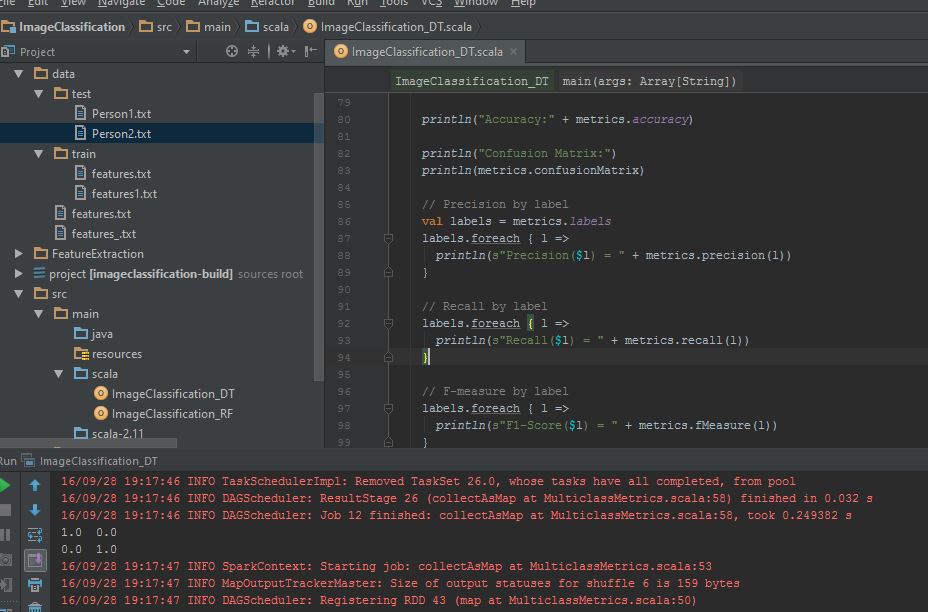 File Edit View Navigate Code Analyze Refactor Build Run Tools VCS Window Help
ImageClassification src main scala ImageClassification_DT.scala
Project
ImageClassification_DT.scala
data
test
Person1.txt
Person2.txt
train
features.txt
features1.txt
features.txt
features_.txt
FeatureExtraction
project [imageclassification-build] sources root
src
main
java
resources
scala
ImageClassification_DT
ImageClassification_RF
scala-2.11
ImageClassification_DT main(args: Array[String])
79
80 println("Accuracy:" + metrics.accuracy)
81
82 println("Confusion Matrix:")
83 println(metrics.confusionMatrix)
84
85 // Precision by label
86 val labels = metrics.labels
87 labels.foreach { l =>
88 println(s"Precision($l) = " + metrics.precision(l))
89 }
90
91 // Recall by label
92 labels.foreach { l =>
93 println(s"Recall($l) = " + metrics.recall(l))
94 }
95
96 // F-measure by label
97 labels.foreach { l =>
98 println(s"F1-Score($l) = " + metrics.fMeasure(l))
99 }
Run ImageClassification_DT
16/09/28 19:17:46 INFO TaskSchedulerImpl: Removed TaskSet 26.0, whose tasks have all completed, from pool
16/09/28 19:17:46 INFO DAGScheduler: ResultStage 26 (collectAsMap at MulticlassMetrics.scala:58) finished in 0.032 s
16/09/28 19:17:46 INFO DAGScheduler: Job 12 finished: collectAsMap at MulticlassMetrics.scala:58, took 0.249382 s
1.0 0.0
0.0 1.0
16/09/28 19:17:47 INFO SparkContext: Starting job: collectAsMap at MulticlassMetrics.scala:53
16/09/28 19:17:47 INFO MapOutputTrackerMaster: Size of output statuses for shuffle 6 is 159 bytes
16/09/28 19:17:47 INFO DAGScheduler: Registering RDD 43 (map at MulticlassMetrics.scala:50)